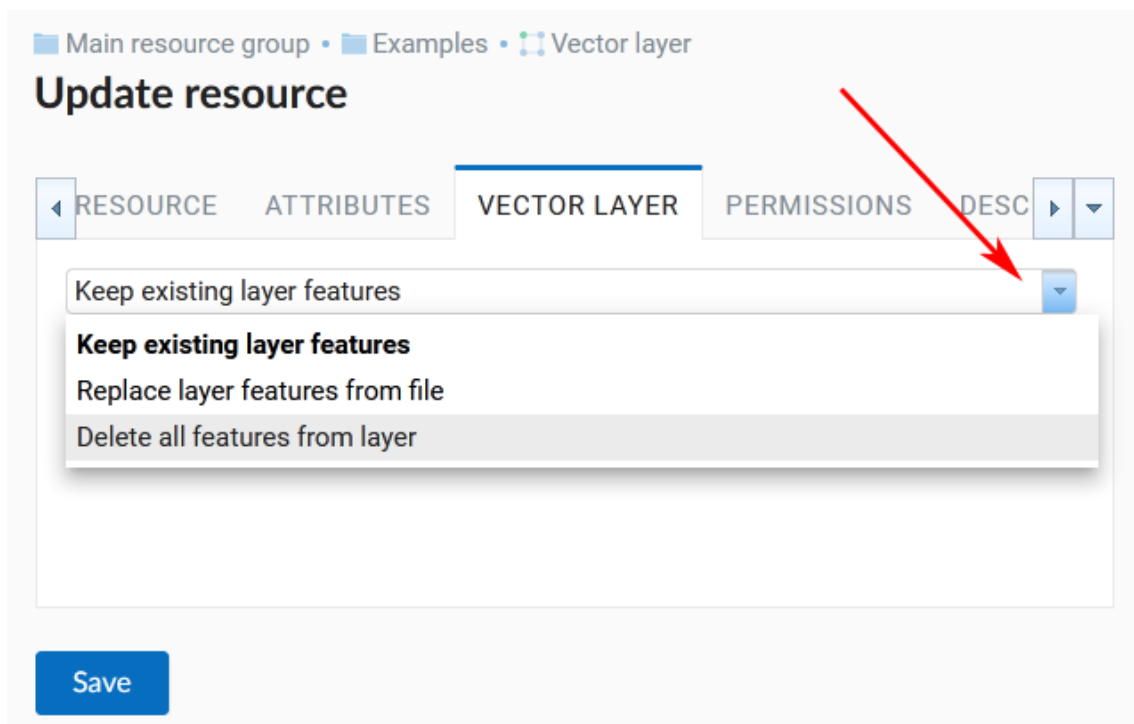 Main resource group • Examples • Vector layer
Update resource
RESOURCE ATTRIBUTES VECTOR LAYER PERMISSIONS DESC
Keep existing layer features
Keep existing layer features
Replace layer features from file
Delete all features from layer
Save